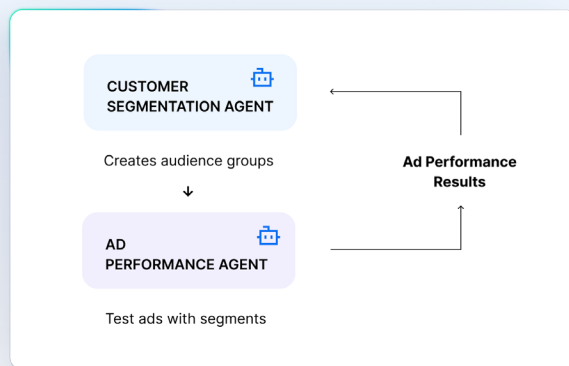 CUSTOMER
SEGMENTATION AGENT
Creates audience groups
AD
PERFORMANCE AGENT
Test ads with segments
Ad Performance
Results